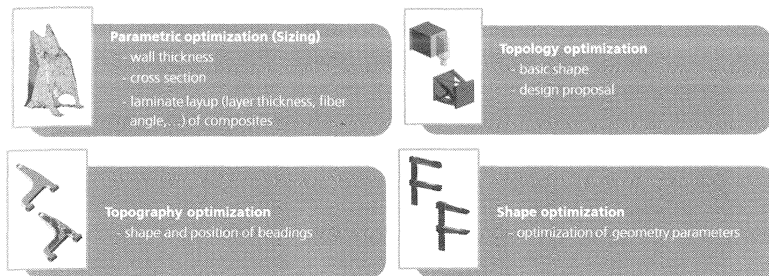 Parametric optimization (Sizing)
- wall thickness
- cross section
- laminate layup (layer thickness, fiber
angle,...) of composites
Topology optimization
- basic shape
- design proposal
Topography optimization
- shape and position of beadings
Shape optimization
- optimization of geometry parameters